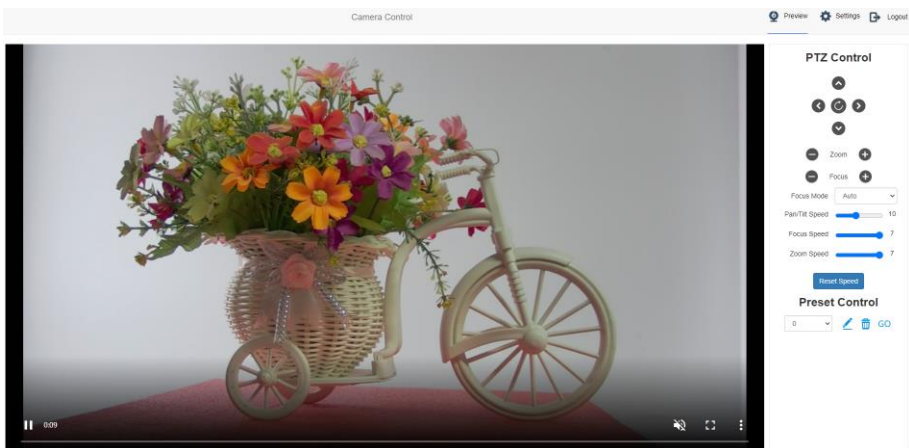 Camera Control
Preview Settings Logout
PTZ Control
Zoom
Focus
Focus Mode Auto
Pan/Tilt Speed 10
Focus Speed 7
Zoom Speed 7
Reset Speed
Preset Control
0 GO
0:09